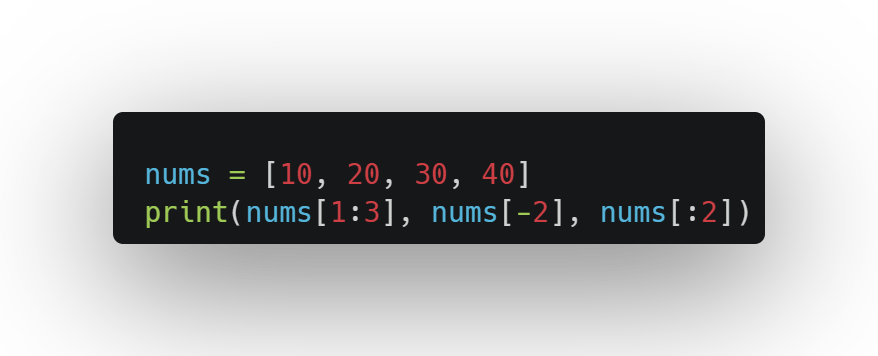 nums = [10, 20, 30, 40]
print(nums[1:3], nums[-2], nums[:2])